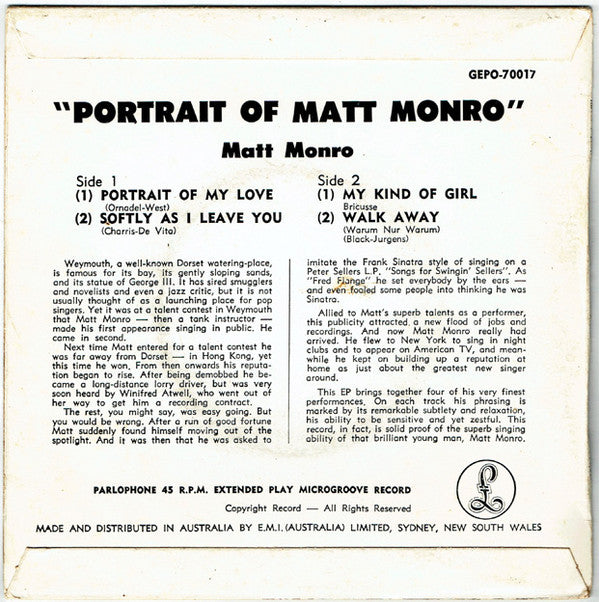 GEPO-70017
"PORTRAIT OF MATT MONRO"
Matt Monro
Side 1
(1) PORTRAIT OF MY LOVE
(Ornadel-West)
(2) SOFTLY AS I LEAVE YOU
(Charris-De Vita)
Side 2
(1) MY KIND OF GIRL
Bricusse
(2) WALK AWAY
(Warum Nur Warum)
(Black-Jurgens)
Weymouth, a well-known Dorset watering-place,
is famous for its bay, its gently sloping sands,
and its statue of George III. It has sired smugglers
and novelists and even a jazz critic, but it is not
usually thought of as a launching place for pop
singers. Yet it was at a talent contest in Weymouth
that Matt Monro — then a tank instructor —
made his first appearance singing in public. He
came in second.
Next time Matt entered for a talent contest he
was far away from Dorset — in Hong Kong, yet
this time he won. From then onwards his reputa-
tion began to rise. After being demobbed he be-
came a long-distance lorry driver, but was very
soon heard by Winifred Atwell, who went out of
her way to get him a recording contract.
The rest, you might say, was easy going. But
you would be wrong. After a run of good fortune
Matt suddenly found himself moving out of the
spotlight. And it was then that he was asked to
imitate the Frank Sinatra style of singing on a
Peter Sellers L.P. "Songs for Swingin' Sellers". As
"Fred Flange" he set everybody by the ears —
and even fooled some people into thinking he was
Sinatra.
Allied to Matt's superb talents as a performer,
this publicity attracted a new flood of jobs and
recordings. And now Matt Monro really had
arrived. He flew to New York to sing in night
clubs and to appear on American TV, and mean-
while he kept on building up a reputation at
home as just about the greatest new singer
around.
This EP brings together four of his very finest
performances. On each track his phrasing is
marked by its remarkable subtlety and relaxation,
his ability to be sensitive and yet zestful. This
record, in fact, is solid proof of the superb singing
ability of that brilliant young man, Matt Monro.
PARLOPHONE 45 R.P.M. EXTENDED PLAY MICROGROOVE RECORD
Copyright Record — All Rights Reserved
MADE AND DISTRIBUTED IN AUSTRALIA BY E.M.I. (AUSTRALIA) LIMITED, SYDNEY, NEW SOUTH WALES